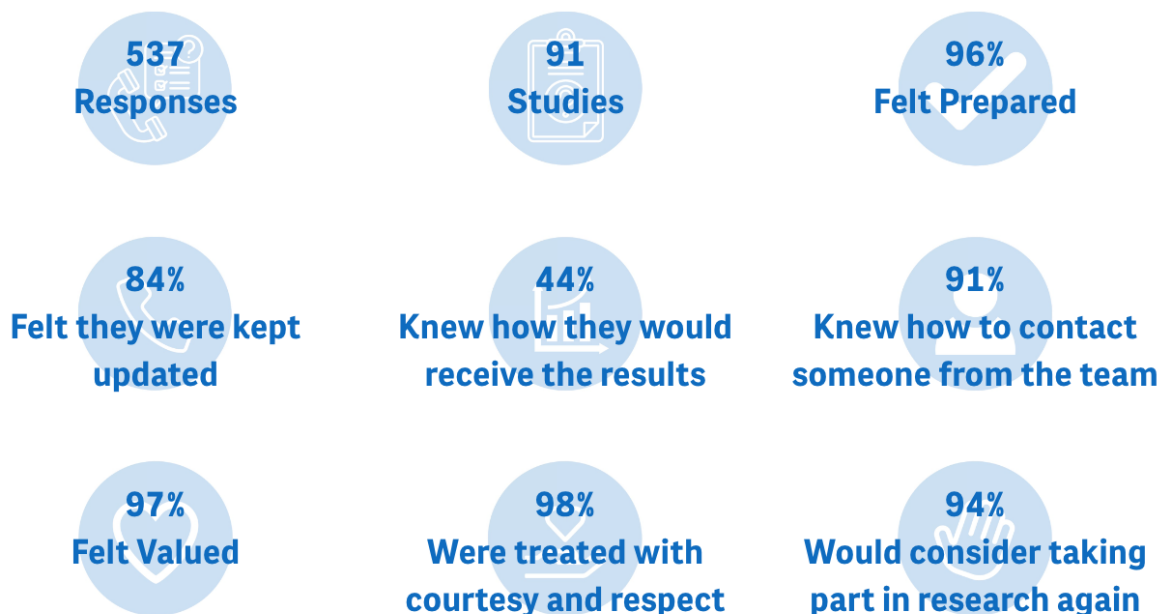 537
Responses
91
Studies
96%
Felt Prepared
84%
Felt they were kept
updated
44%
Knew how they would
receive the results
91%
Knew how to contact
someone from the team
97%
Felt Valued
98%
Were treated with
courtesy and respect
94%
Would consider taking
part in research again